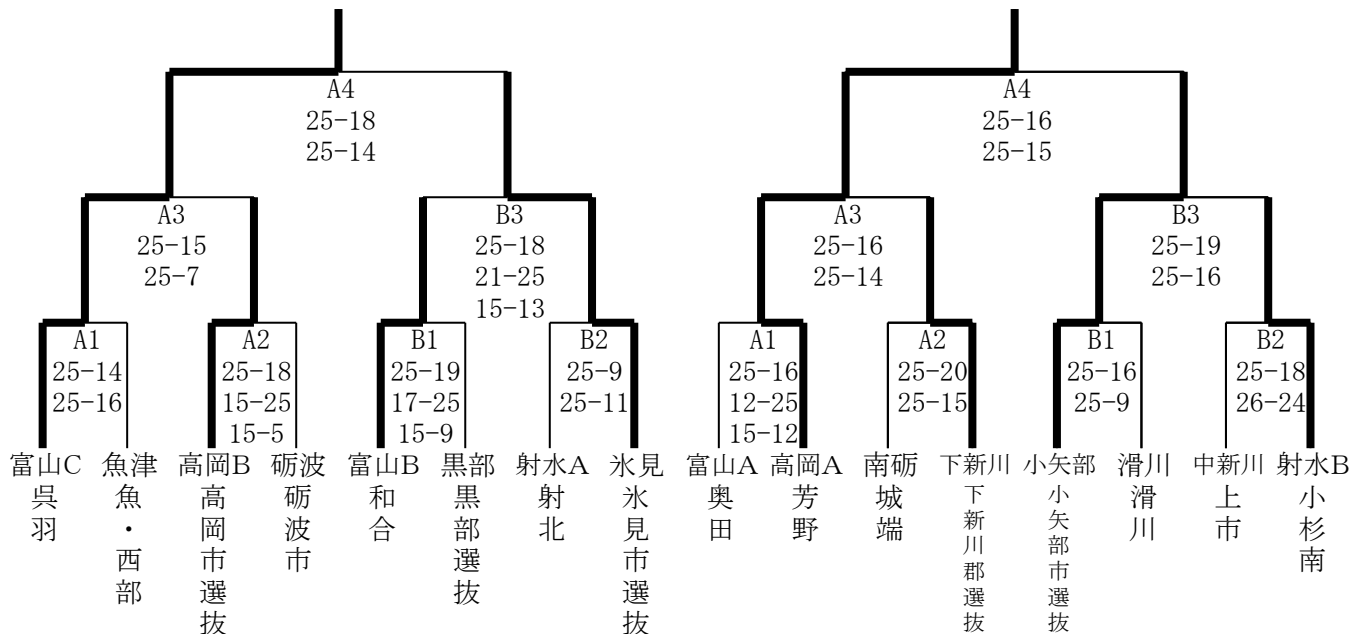 A4 A4
25-18 25-16
25-14 25-15
A3 B3 A3 B3
25-15 25-18 25-16 25-19
25-7 21-25 25-14 25-16
15-13
A1 A2 B1 B2 A1 A2 B1 B2
25-14 25-18 25-19 25-9 25-16 25-20 25-16 25-18
25-16 15-25 17-25 25-11 12-25 25-15 25-9 26-24
15-5 15-9 15-12
富山C 魚津 高岡B 砺波 富山B 黒部 射水A 氷見 富山A 高岡A 南砺 下新川 小矢部 滑川 中新川 射水B
呉羽
魚・西部
高岡市選抜
砺波市
和合
黒部選抜
射北
氷見市選抜
奥田
芳野
城端
下新川郡選抜
小矢部市選抜
滑川
上市
小杉南